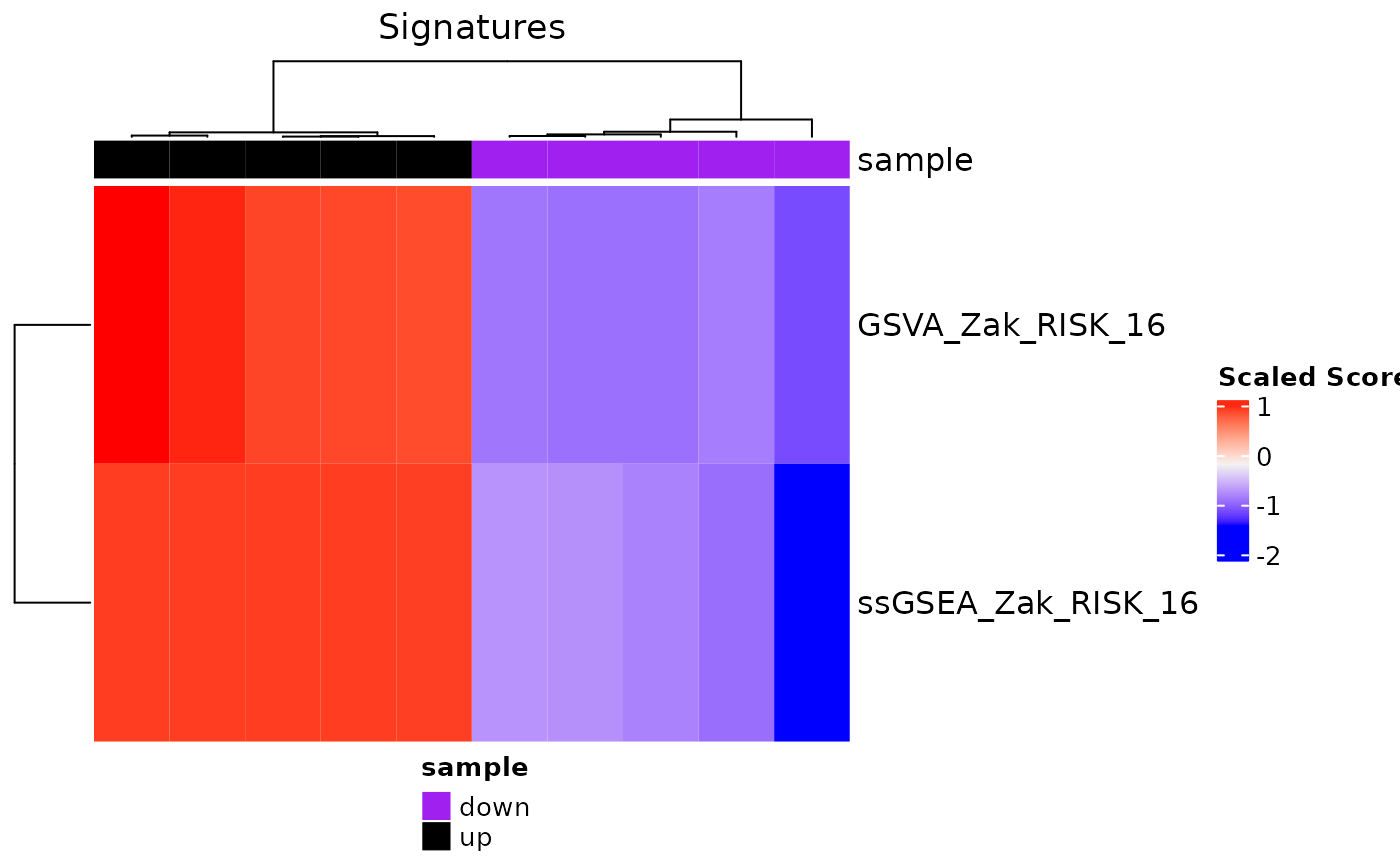 Signatures
sample
GSVA_Zak_RISK_16
Scaled Score
1
0
-1
-2
ssGSEA_Zak_RISK_16
sample
down
up